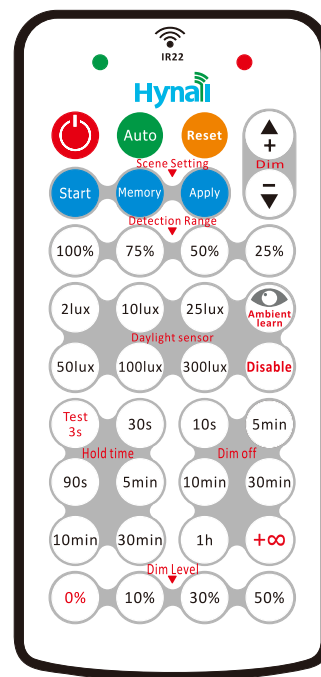 IR22
Hynall
Auto Reset
+
Scene Setting
Dim
Start Memory Apply
−
Detection Range
100% 75% 50% 25%
2lux 10lux 25lux Ambient
learn
Daylight sensor
50lux 100lux 300lux Disable
Test
3s
30s 10s 5min
Hold time Dim off
90s 5min 10min 30min
10min 30min 1h +∞
Dim Level
0% 10% 30% 50%